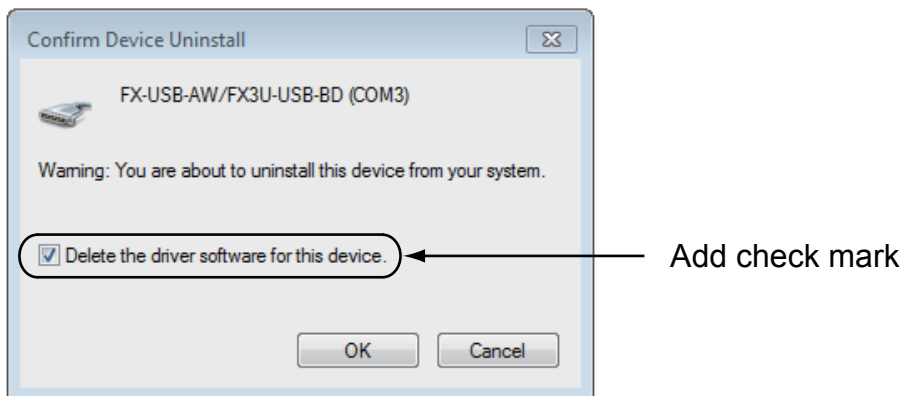 Confirm Device Uninstall
FX-USB-AW/FX3U-USB-BD (COM3)
Warning: You are about to uninstall this device from your system.
Delete the driver software for this device.
Add check mark
OK
Cancel